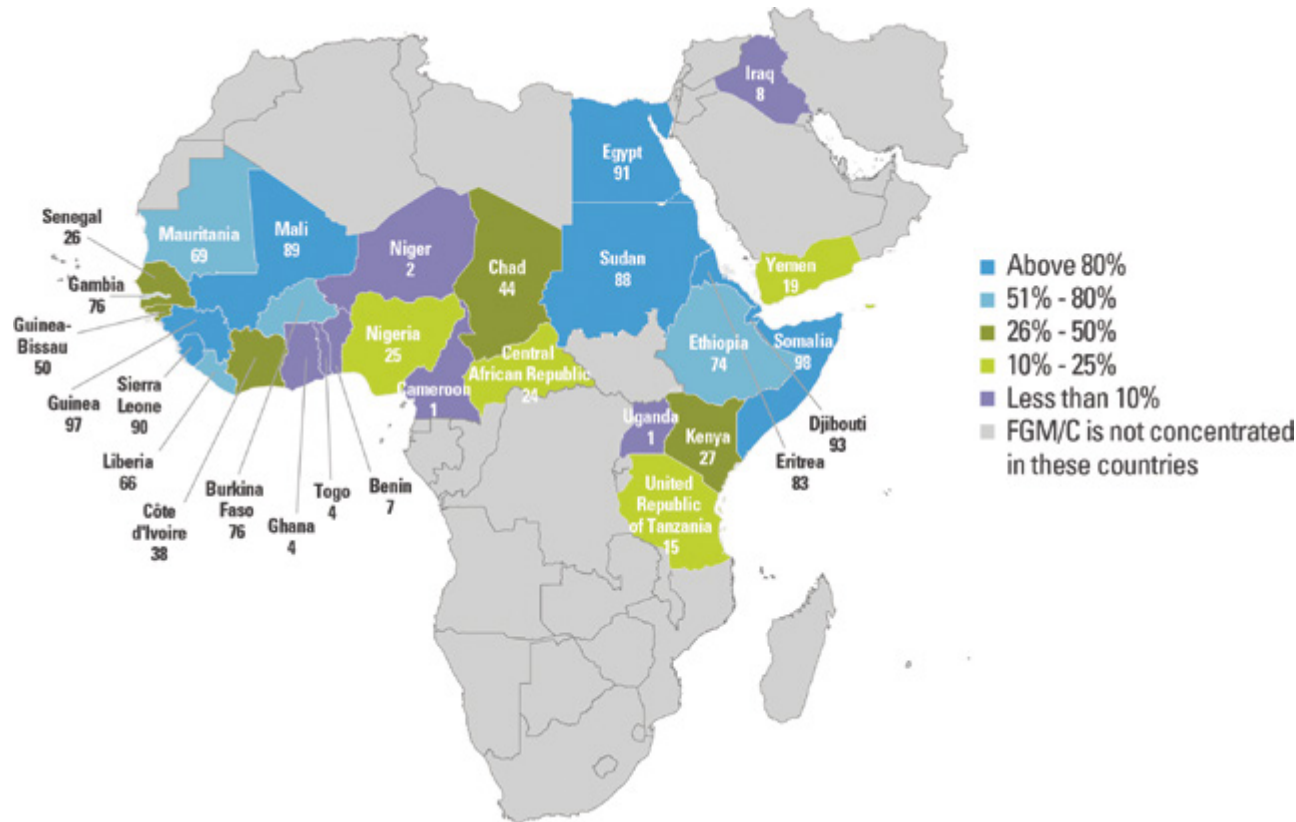 Iraq
8
Egypt
91
Senegal
26
Mauritania
69
Mali
89
Niger
2
Chad
44
Sudan
88
Yemen
19
Gambia
76
Guinea-
Bissau
50
Guinea
97
Sierra
Leone
90
Liberia
66
Côte
d'Ivoire
38
Burkina
Faso
76
Ghana
4
Togo
4
Benin
7
Nigeria
25
Cameroon
1
Central
African Republic
24
Ethiopia
74
Somalia
98
Uganda
1
Kenya
27
Djibouti
93
Eritrea
83
United
Republic
of Tanzania
15
Above 80%
51% - 80%
26% - 50%
10% - 25%
Less than 10%
FGM/C is not concentrated
in these countries